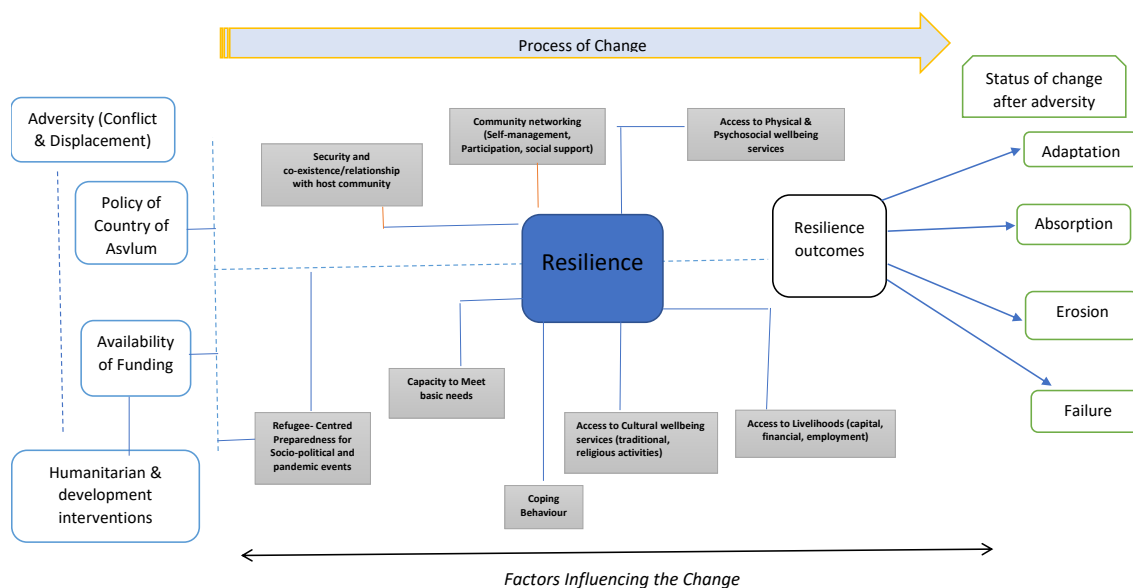 Process of Change
Status of change
after adversity
Adversity (Conflict
& Displacement)
Community networking
(Self-management,
Participation, social support)
Access to Physical &
Psychosocial wellbeing
services
Security and
co-existence/relationship
with host community
Adaptation
Policy of
Country of
Asvlum
Resilience
Resilience
outcomes
Absorption
Availability
of Funding
Erosion
Capacity to Meet
basic needs
Refugee- Centred
Preparedness for
Socio-political and
pandemic events
Access to Cultural wellbeing
services (traditional,
religious activities)
Access to Livelihoods (capital,
financial, employment)
Failure
Humanitarian &
development
interventions
Coping
Behaviour
Factors Influencing the Change